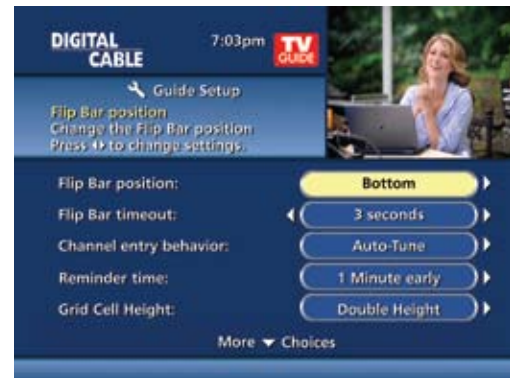 DIGITAL
CABLE
7:03pm
TV
GUIDE
Guide Setup
Flip Bar position
Change the Flip Bar position
Press ◀▶ to change settings.
Flip Bar position: Bottom
Flip Bar timeout: 3 seconds
Channel entry behavior: Auto-Tune
Reminder time: 1 Minute early
Grid Cell Height: Double Height
More ▼ Choices